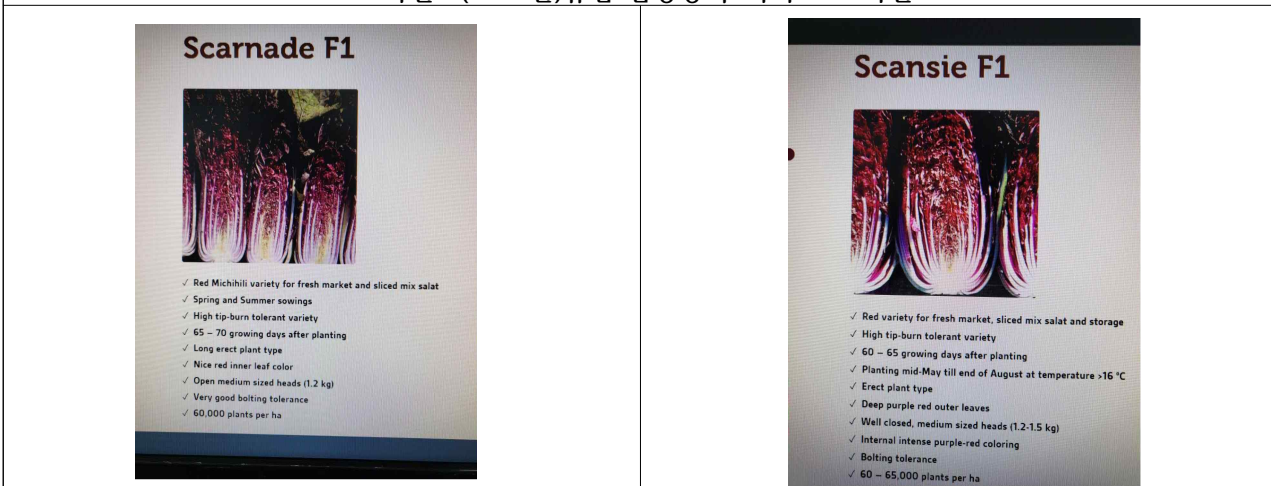 Scarnade F1
✓ Red Michihili variety for fresh market and sliced mix salat
✓ Spring and Summer sowings
✓ High tip-burn tolerant variety
✓ 65 – 70 growing days after planting
✓ Long erect plant type
✓ Nice red inner leaf color
✓ Open medium sized heads (1.2 kg)
✓ Very good bolting tolerance
✓ 60,000 plants per ha
Scansie F1
✓ Red variety for fresh market, sliced mix salat and storage
✓ High tip-burn tolerant variety
✓ 60 – 65 growing days after planting
✓ Planting mid-May till end of August at temperature >16 °C
✓ Erect plant type
✓ Deep purple red outer leaves
✓ Well closed, medium sized heads (1.2-1.5 kg)
✓ Internal intense purple-red coloring
✓ Bolting tolerance
✓ 60 – 65,000 plants per ha